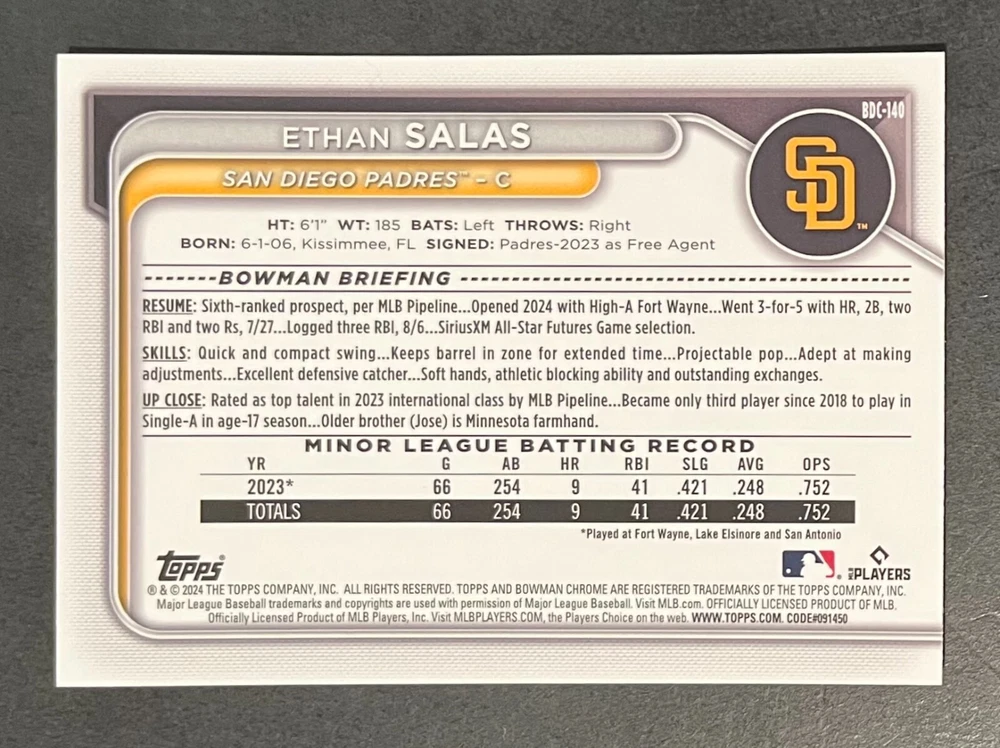 BDC-140
ETHAN SALAS
SAN DIEGO PADRES™ – C
SD™
HT: 6'1" WT: 185 BATS: Left THROWS: Right
BORN: 6-1-06, Kissimmee, FL SIGNED: Padres-2023 as Free Agent
BOWMAN BRIEFING
RESUME: Sixth-ranked prospect, per MLB Pipeline...Opened 2024 with High-A Fort Wayne...Went 3-for-5 with HR, 2B, two
RBI and two Rs, 7/27...Logged three RBI, 8/6...SiriusXM All-Star Futures Game selection.
SKILLS: Quick and compact swing...Keeps barrel in zone for extended time...Projectable pop...Adept at making
adjustments...Excellent defensive catcher...Soft hands, athletic blocking ability and outstanding exchanges.
UP CLOSE: Rated as top talent in 2023 international class by MLB Pipeline...Became only third player since 2018 to play in
Single-A in age-17 season...Older brother (Jose) is Minnesota farmhand.
MINOR LEAGUE BATTING RECORD
YR G AB HR RBI SLG AVG OPS
2023* 66 254 9 41 .421 .248 .752
TOTALS 66 254 9 41 .421 .248 .752
*Played at Fort Wayne, Lake Elsinore and San Antonio
Topps® MLB PLAYERS
® & © 2024 THE TOPPS COMPANY, INC. ALL RIGHTS RESERVED. TOPPS AND BOWMAN CHROME ARE REGISTERED TRADEMARKS OF THE TOPPS COMPANY, INC.
Major League Baseball trademarks and copyrights are used with permission of Major League Baseball. Visit MLB.com. OFFICIALLY LICENSED PRODUCT OF MLB.
Officially Licensed Product of MLB Players, Inc. Visit MLBPLAYERS.COM, the Players Choice on the web. WWW.TOPPS.COM. CODE#091450